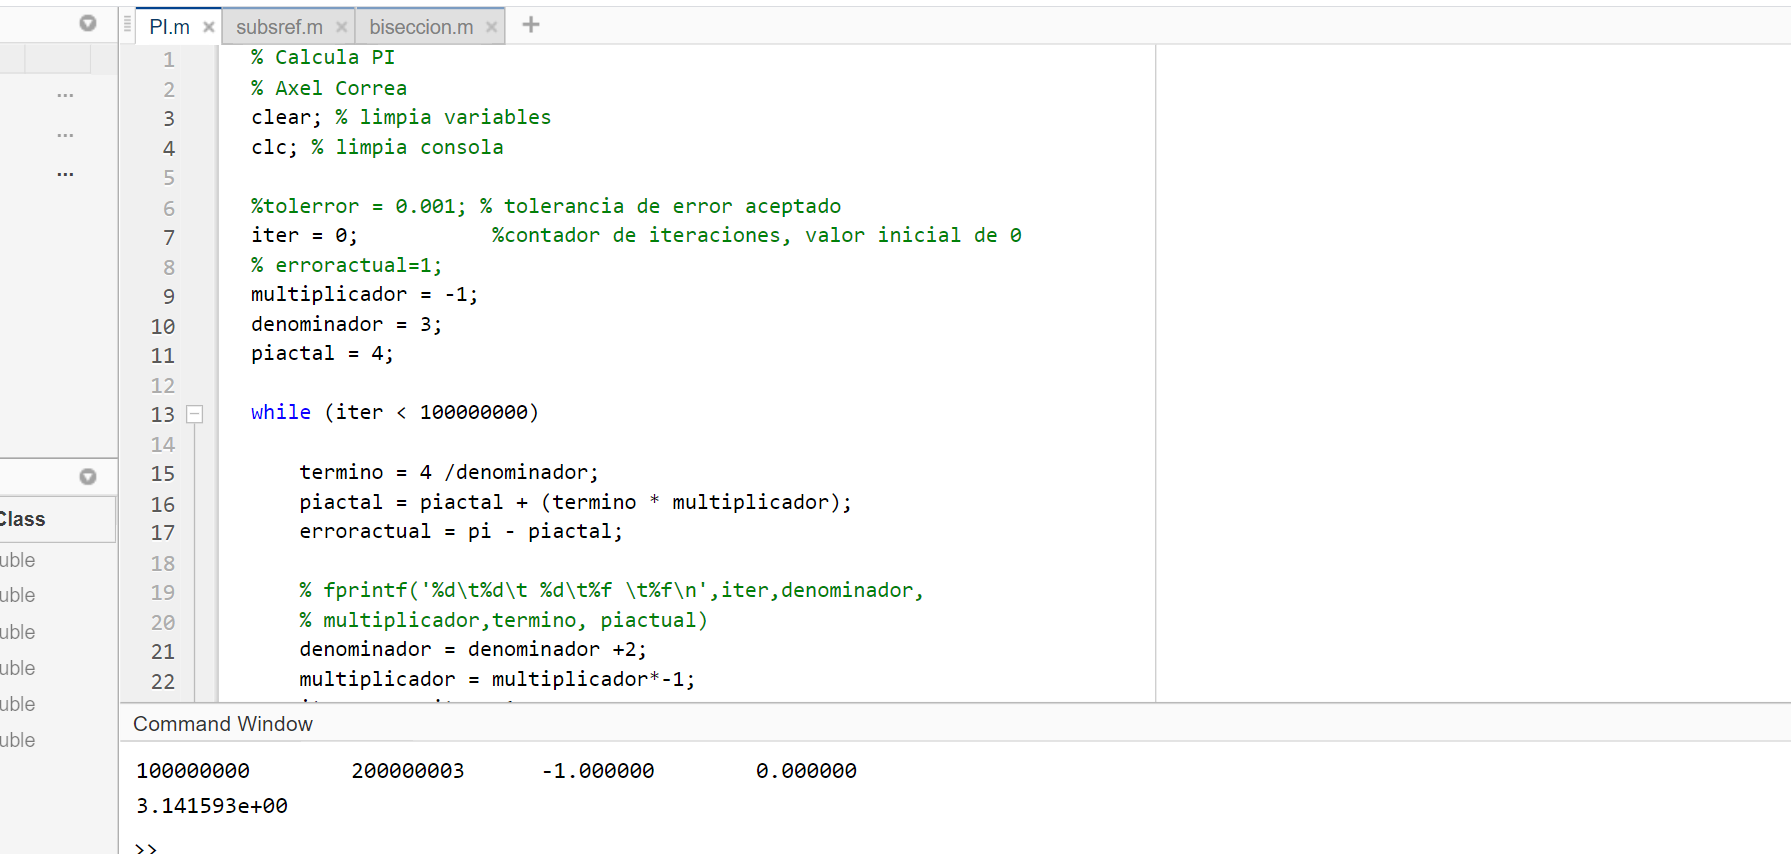 PI.m × subsref.m × biseccion.m × +
1 % Calcula PI
2 % Axel Correa
3 clear; % limpia variables
4 clc; % limpia consola
5
6 %tolerror = 0.001; % tolerancia de error aceptado
7 iter = 0; %contador de iteraciones, valor inicial de 0
8 % erroractual=1;
9 multiplicador = -1;
10 denominador = 3;
11 piactal = 4;
12
13 while (iter < 100000000)
14
15 termino = 4 /denominador;
16 piactal = piactal + (termino * multiplicador);
17 erroractual = pi - piactal;
18
19 % fprintf('%d\t%d\t %d\t%f \t%f\n',iter,denominador,
20 % multiplicador,termino, piactual)
21 denominador = denominador +2;
22 multiplicador = multiplicador*-1;
...
...
...
Class
uble
uble
uble
uble
uble
uble
Command Window
100000000 200000003 -1.000000 0.000000
3.141593e+00
>>